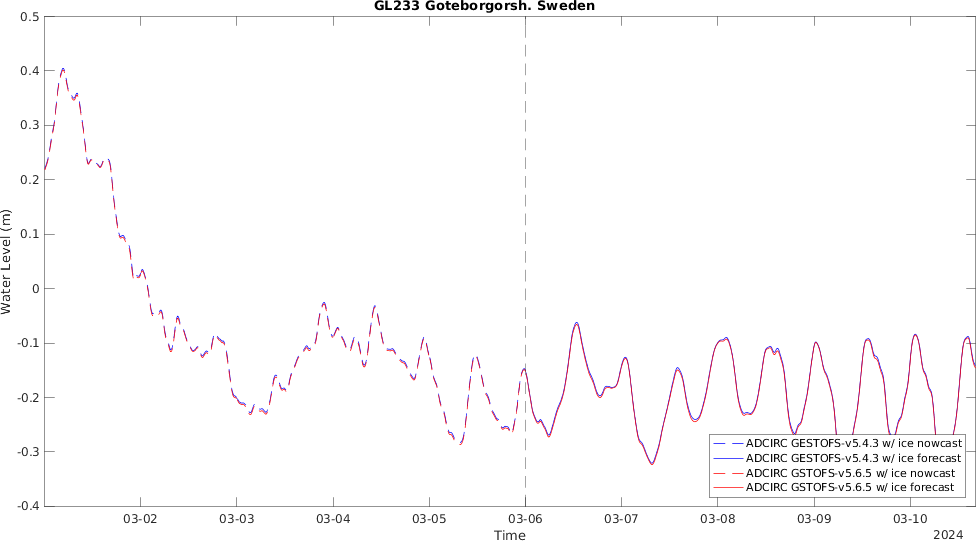 GL233 Goteborgorsh. Sweden
0.5
0.4
0.3
0.2
0.1
0
-0.1
-0.2
-0.3
-0.4
Water Level (m)
03-02 03-03 03-04 03-05 03-06 03-07 03-08 03-09 03-10
Time
2024
ADCIRC GESTOFS-v5.4.3 w/ ice nowcast
ADCIRC GESTOFS-v5.4.3 w/ ice forecast
ADCIRC GSTOFS-v5.6.5 w/ ice nowcast
ADCIRC GSTOFS-v5.6.5 w/ ice forecast